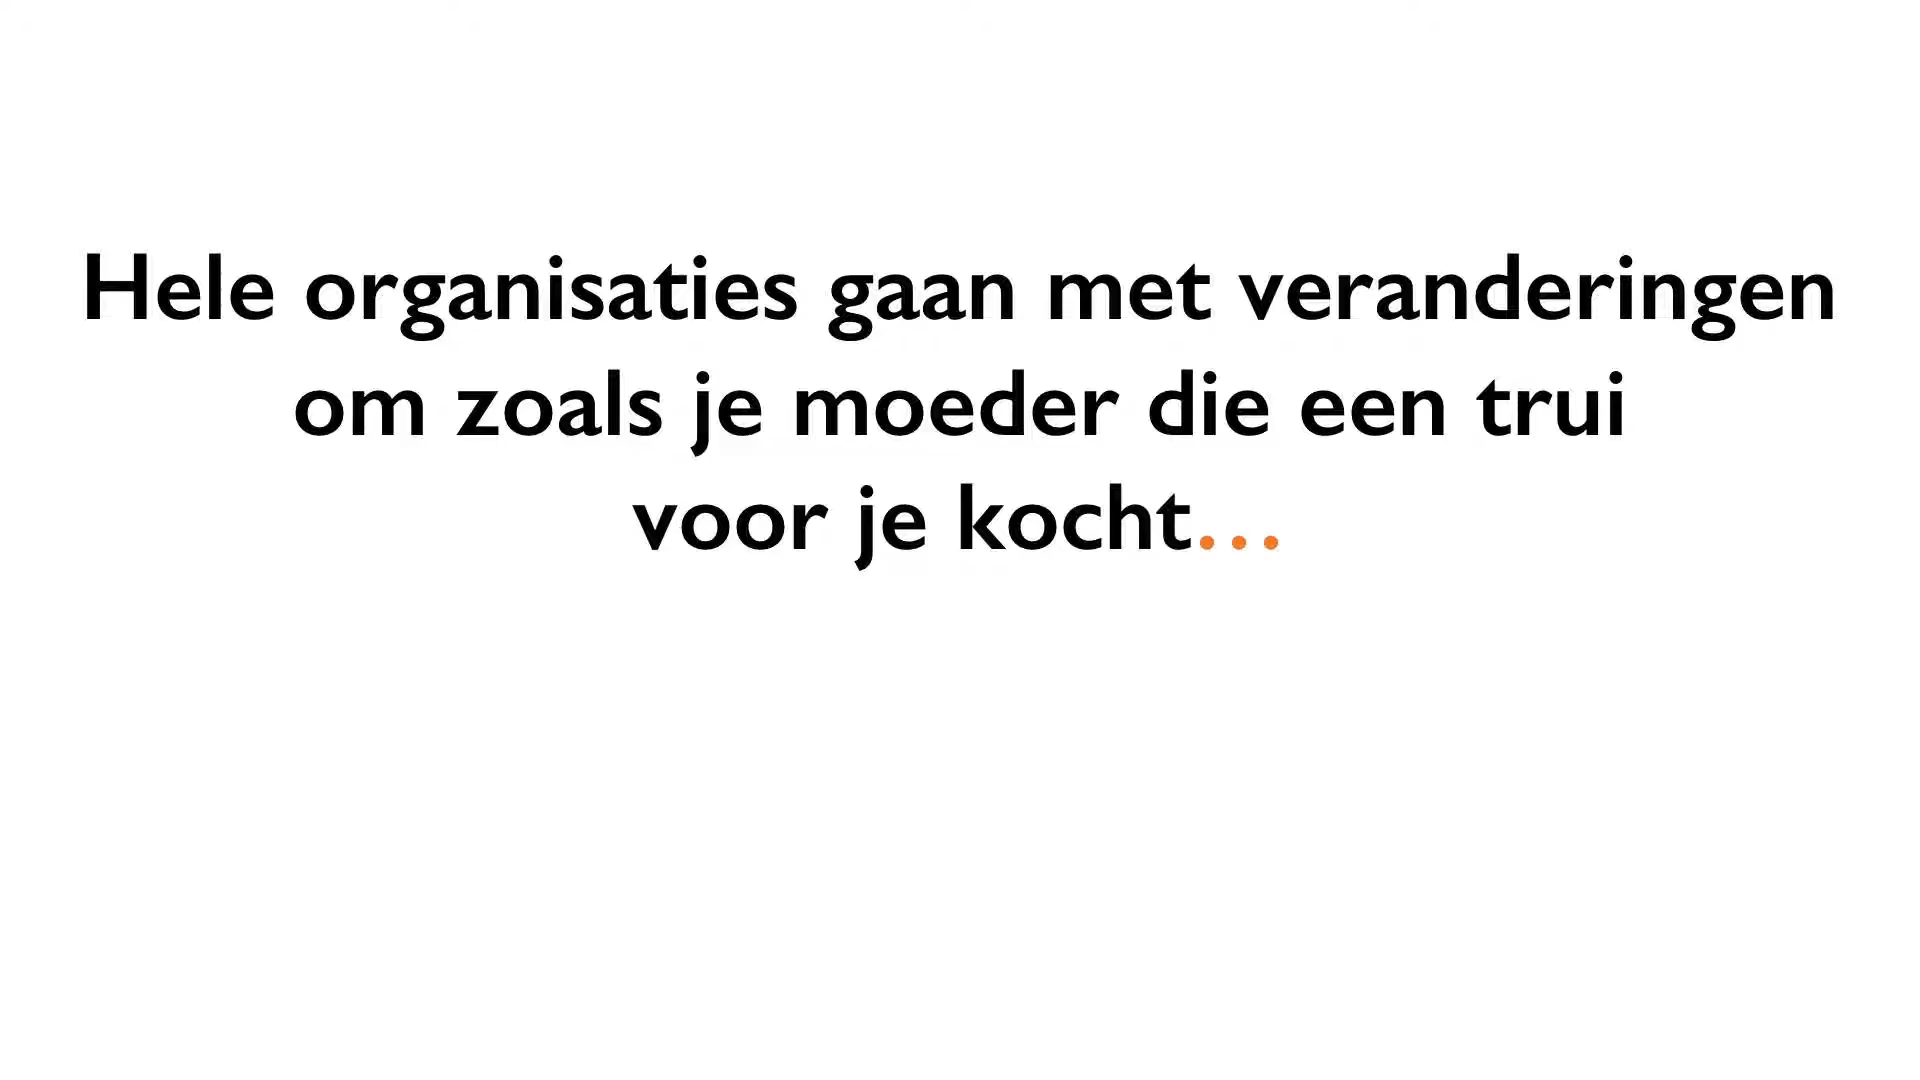 Hele organisaties gaan met veranderingen
om zoals je moeder die een trui
voor je kocht…